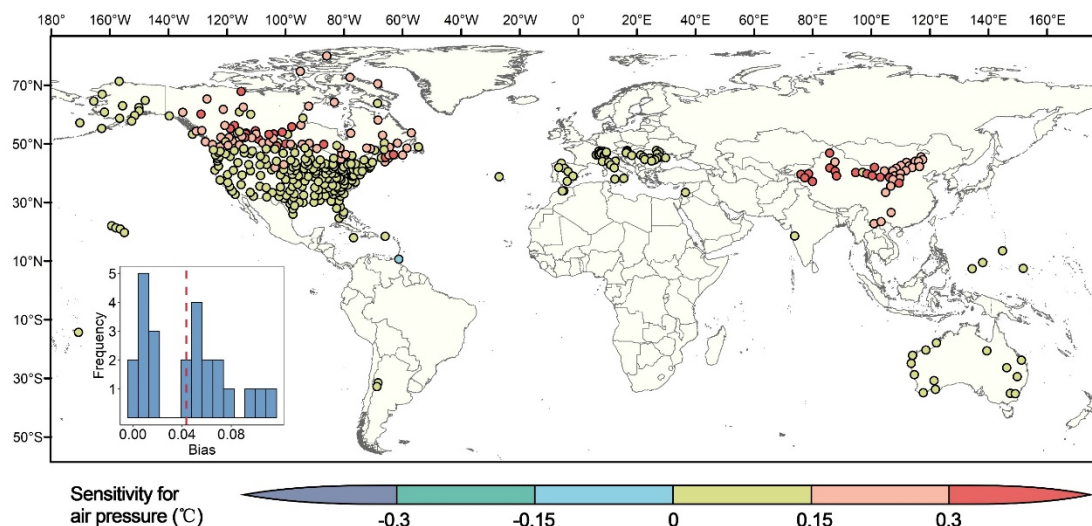 180° 160° 140° 120° 100° 80° 60° 40° 20° 0° 20° 40° 60° 80° 100° 120° 140° 160°
70°N
50°N
30°N
10°N
10°S
30°S
50°S
Frequency
5
4
3
2
1
0.00 0.04 0.08
Bias
Sensitivity for
air pressure (℃)
-0.3 -0.15 0 0.15 0.3